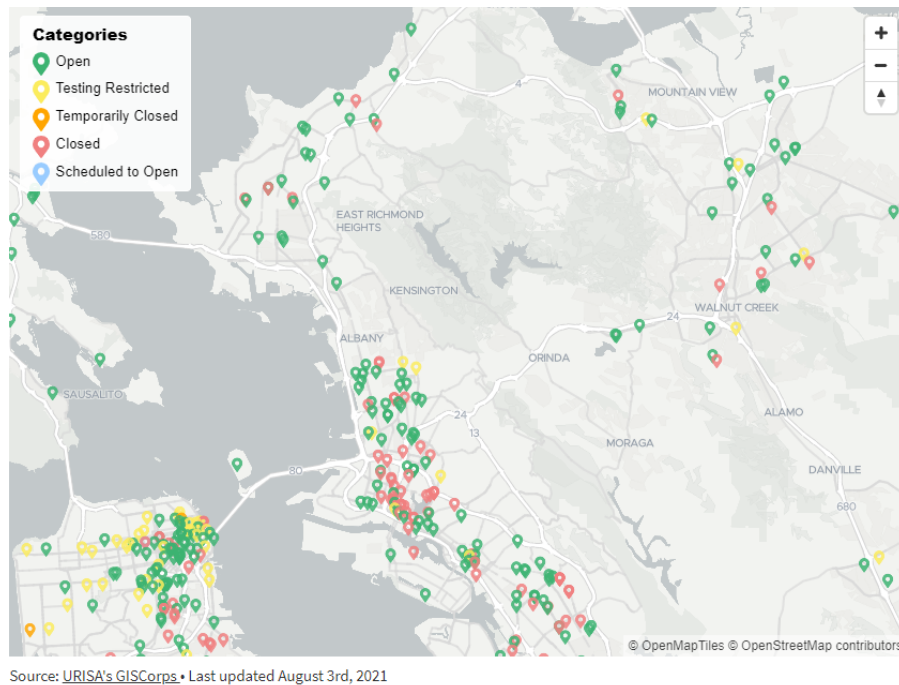 Categories
Open
Testing Restricted
Temporarily Closed
Closed
Scheduled to Open
+
−
4
MOUNTAIN VIEW
EAST RICHMOND
HEIGHTS
580
KENSINGTON
WALNUT CREEK
24
ALBANY
ORINDA
SAUSALITO
24
13
ALAMO
MORAGA
DANVILLE
80
680
© OpenMapTiles © OpenStreetMap contributors
Source: URISA's GISCorps • Last updated August 3rd, 2021